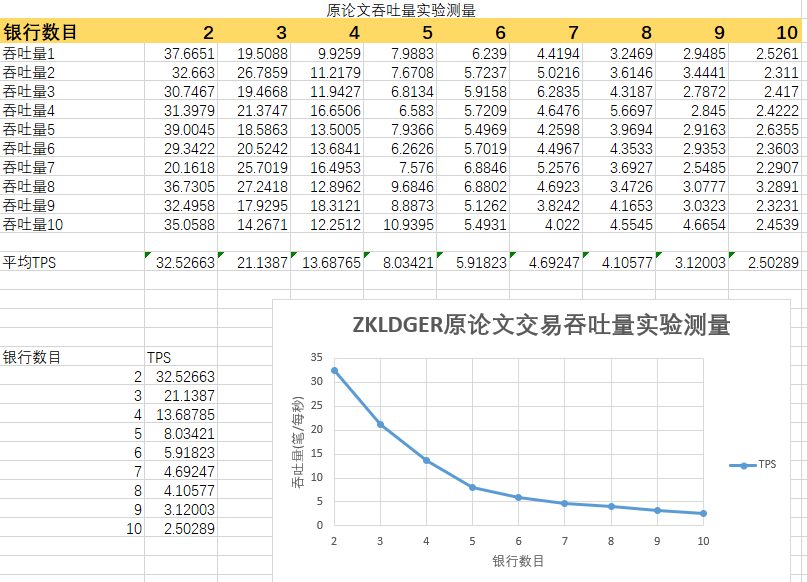 原论文吞吐量实验测量
银行数目 2 3 4 5 6 7 8 9 10
吞吐量1 37.6651 19.5088 9.9259 7.9883 6.239 4.4194 3.2469 2.9485 2.5261
吞吐量2 32.663 26.7859 11.2179 7.6708 5.7237 5.0216 3.6146 3.4441 2.311
吞吐量3 30.7467 19.4668 11.9427 6.8134 5.9158 6.2835 4.3187 2.7872 2.417
吞吐量4 31.3979 21.3747 16.6506 6.583 5.7209 4.6476 5.6697 2.845 2.4222
吞吐量5 39.0045 18.5863 13.5005 7.9366 5.4969 4.2598 3.9694 2.9163 2.6355
吞吐量6 29.3422 20.5242 13.6841 6.2626 5.7019 4.4967 4.3533 2.9353 2.3603
吞吐量7 20.1618 25.7019 16.4953 7.576 6.8846 5.2576 3.6927 2.5485 2.2907
吞吐量8 36.7305 27.2418 12.8962 9.6846 6.8802 4.6923 3.4726 3.0777 3.2891
吞吐量9 32.4958 17.9295 18.3121 8.8873 5.1262 3.8242 4.1653 3.0323 2.3231
吞吐量10 35.0588 14.2671 12.2512 10.9395 5.4931 4.022 4.5545 4.6654 2.4539
平均TPS 32.52663 21.1387 13.68765 8.03421 5.91823 4.69247 4.10577 3.12003 2.50289
银行数目 TPS
2 32.52663
3 21.1387
4 13.68785
5 8.03421
6 5.91823
7 4.69247
8 4.10577
9 3.12003
10 2.50289
ZKLDGER原论文交易吞吐量实验测量
35
30
25
20
15
10
5
0
吞吐量(笔/每秒)
2 3 4 5 6 7 8 9 10
银行数目
TPS